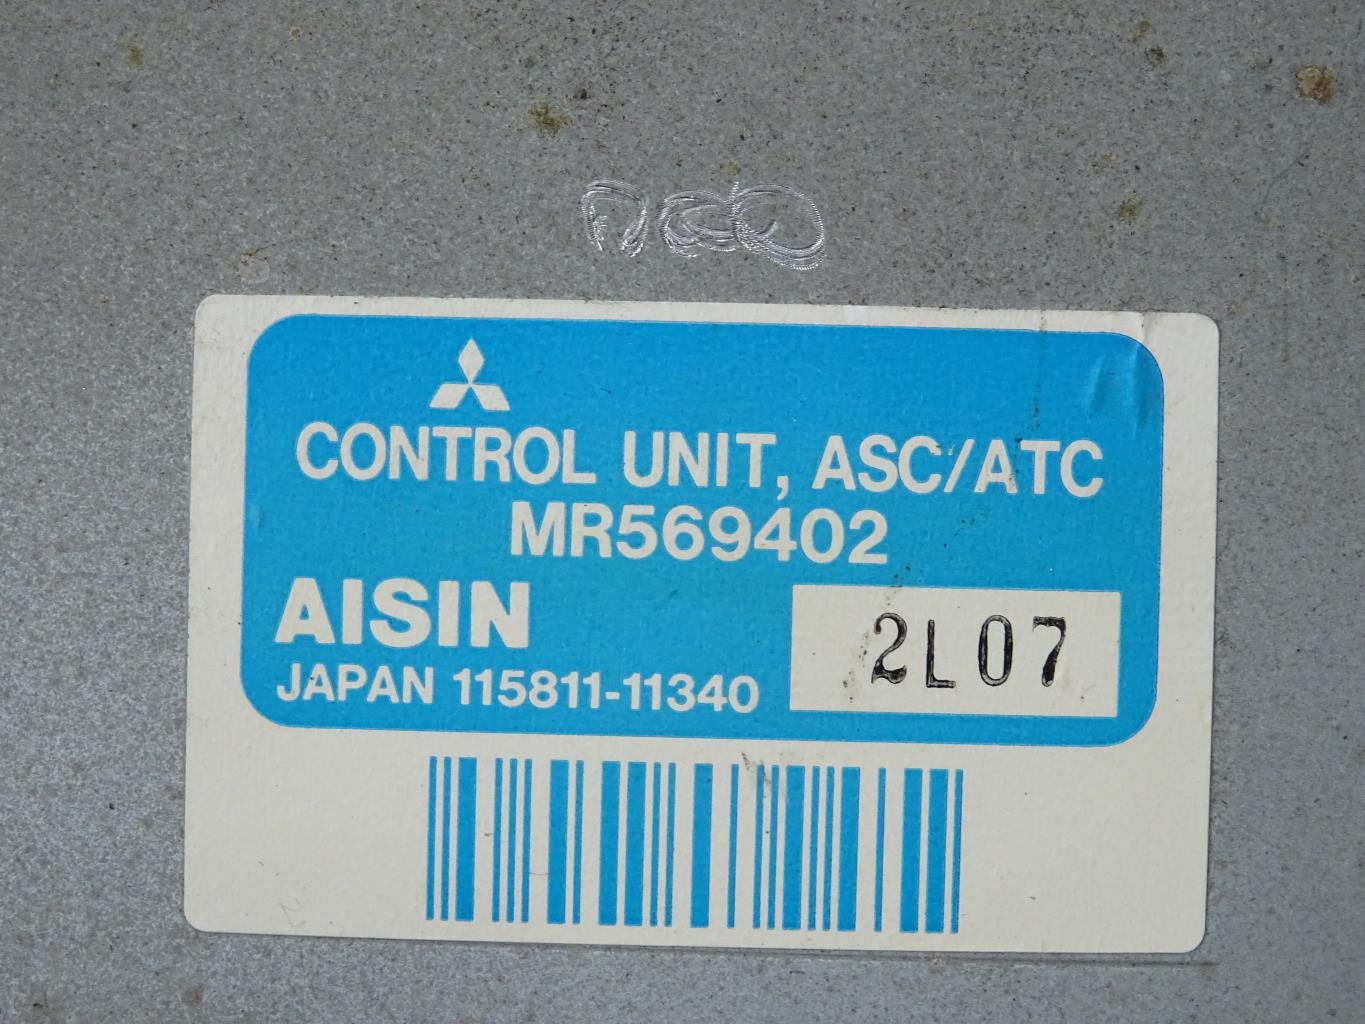 CONTROL UNIT, ASC/ATC
MR569402
AISIN
JAPAN 115811-11340
2L07